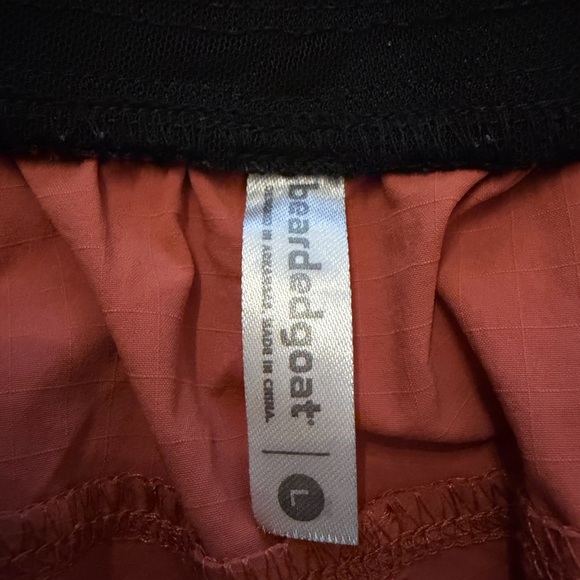 beardedgoat
DESIGNED IN ARKANSAS. MADE IN CHINA.
L